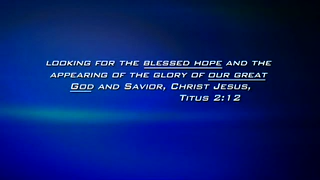 looking for the blessed hope and the
appearing of the glory of our great
God and Savior, Christ Jesus,
Titus 2:12